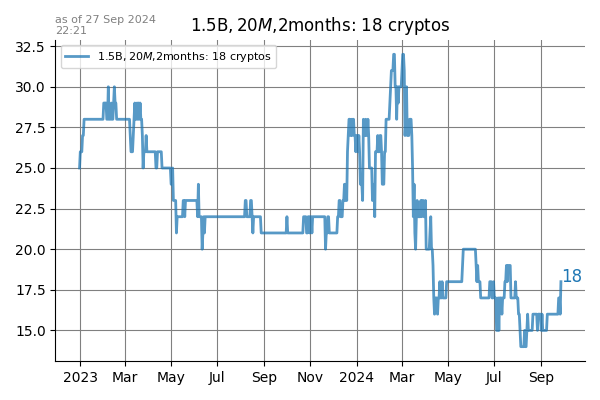 as of 27 Sep 2024
22:21
1.5B, 20M,2months: 18 cryptos
1.5B, 20M,2months: 18 cryptos
32.5
30.0
27.5
25.0
22.5
20.0
17.5
15.0
18
2023 Mar May Jul Sep Nov 2024 Mar May Jul Sep